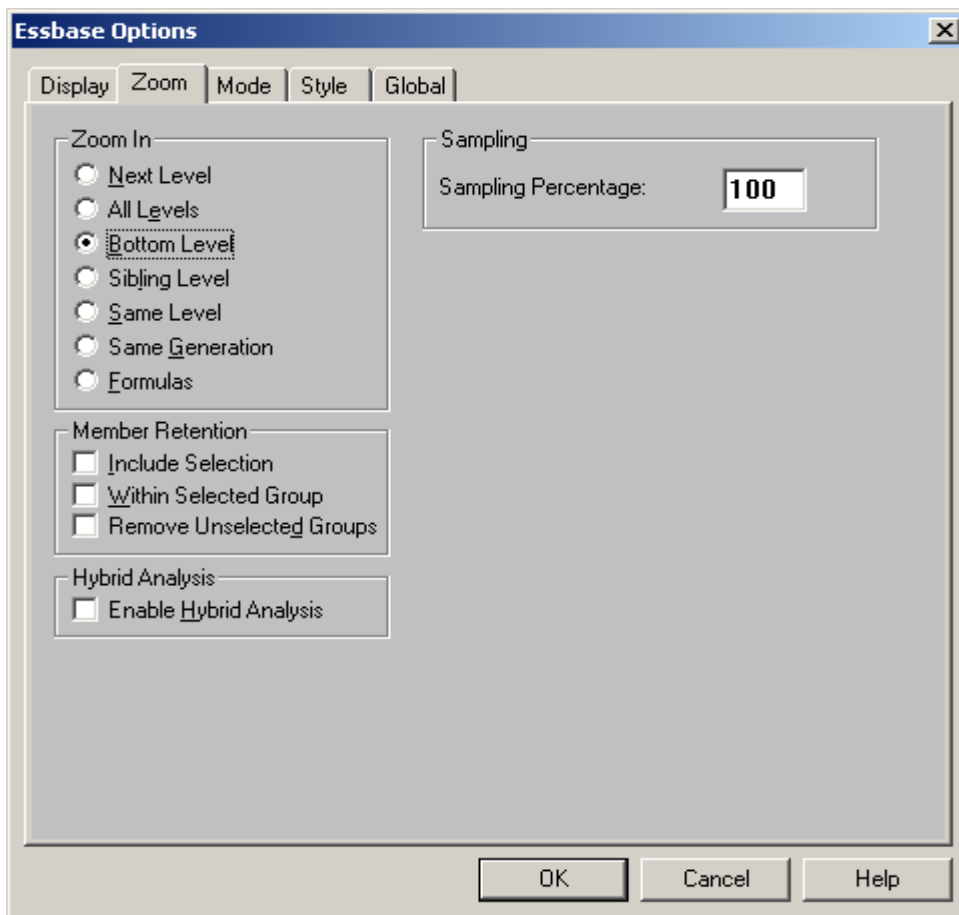 Essbase Options
Display Zoom Mode Style Global
Zoom In
Next Level
All Levels
Bottom Level
Sibling Level
Same Level
Same Generation
Formulas
Member Retention
Include Selection
Within Selected Group
Remove Unselected Groups
Hybrid Analysis
Enable Hybrid Analysis
Sampling
Sampling Percentage: 100
OK Cancel Help